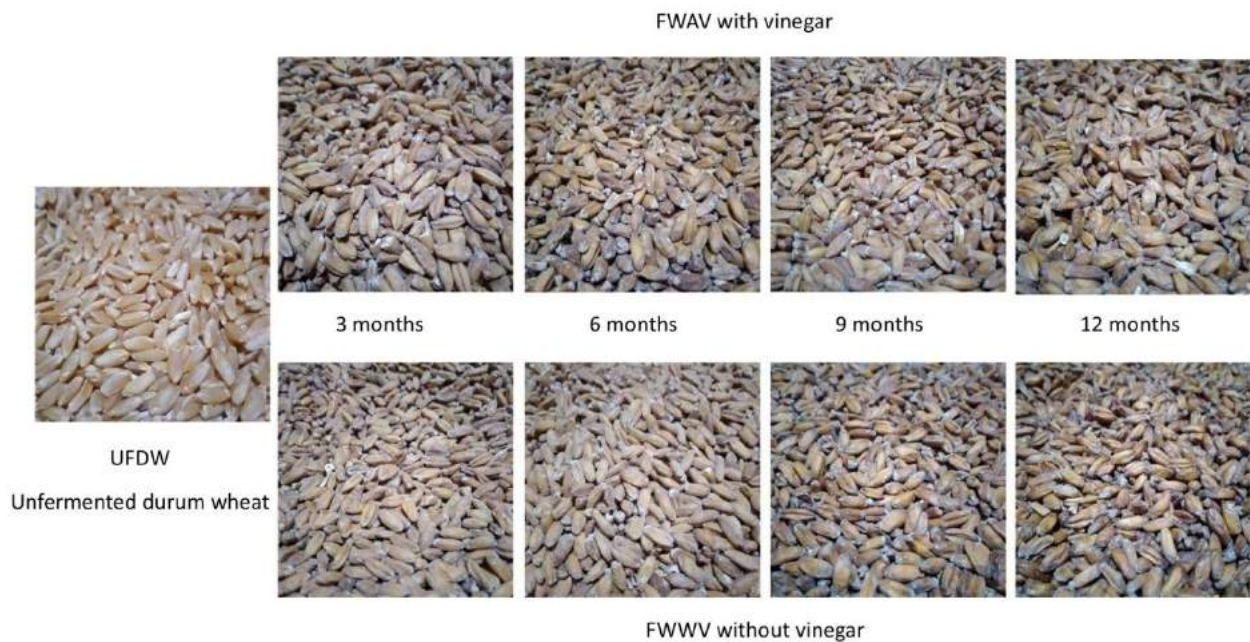 FWAV with vinegar
3 months
6 months
9 months
12 months
UFDW
Unfermented durum wheat
FWWV without vinegar